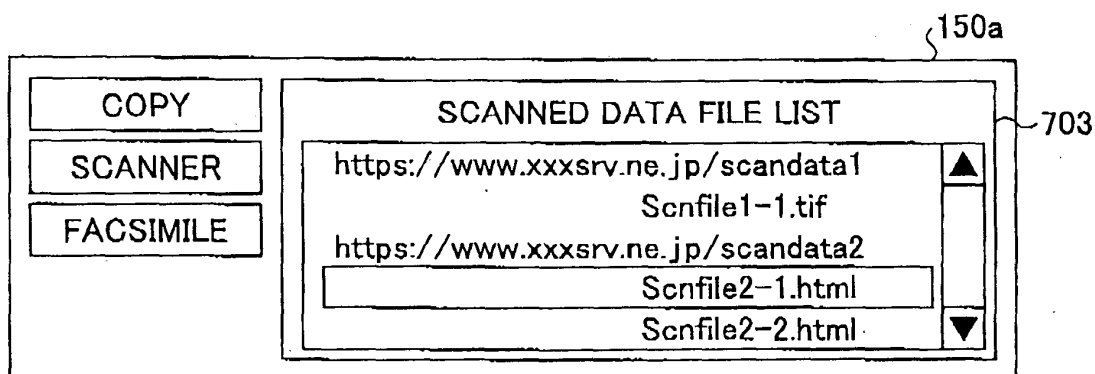 150a
COPY
SCANNER
FACSIMILE
SCANNED DATA FILE LIST
703
https://www.xxxsrv.ne.jp/scandata1
Scnfile1-1.tif
https://www.xxxsrv.ne.jp/scandata2
Scnfile2-1.html
Scnfile2-2.html